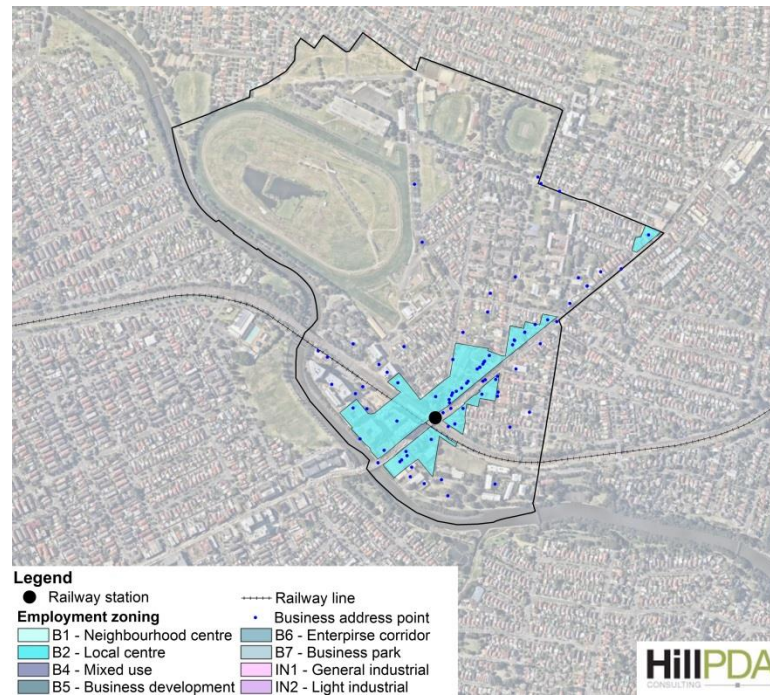 Legend
Railway station
Railway line
Employment zoning
Business address point
B1 - Neighbourhood centre
B6 - Enterpirse corridor
B2 - Local centre
B7 - Business park
B4 - Mixed use
IN1 - General industrial
B5 - Business development
IN2 - Light industrial
HillPDA
CONSULTING